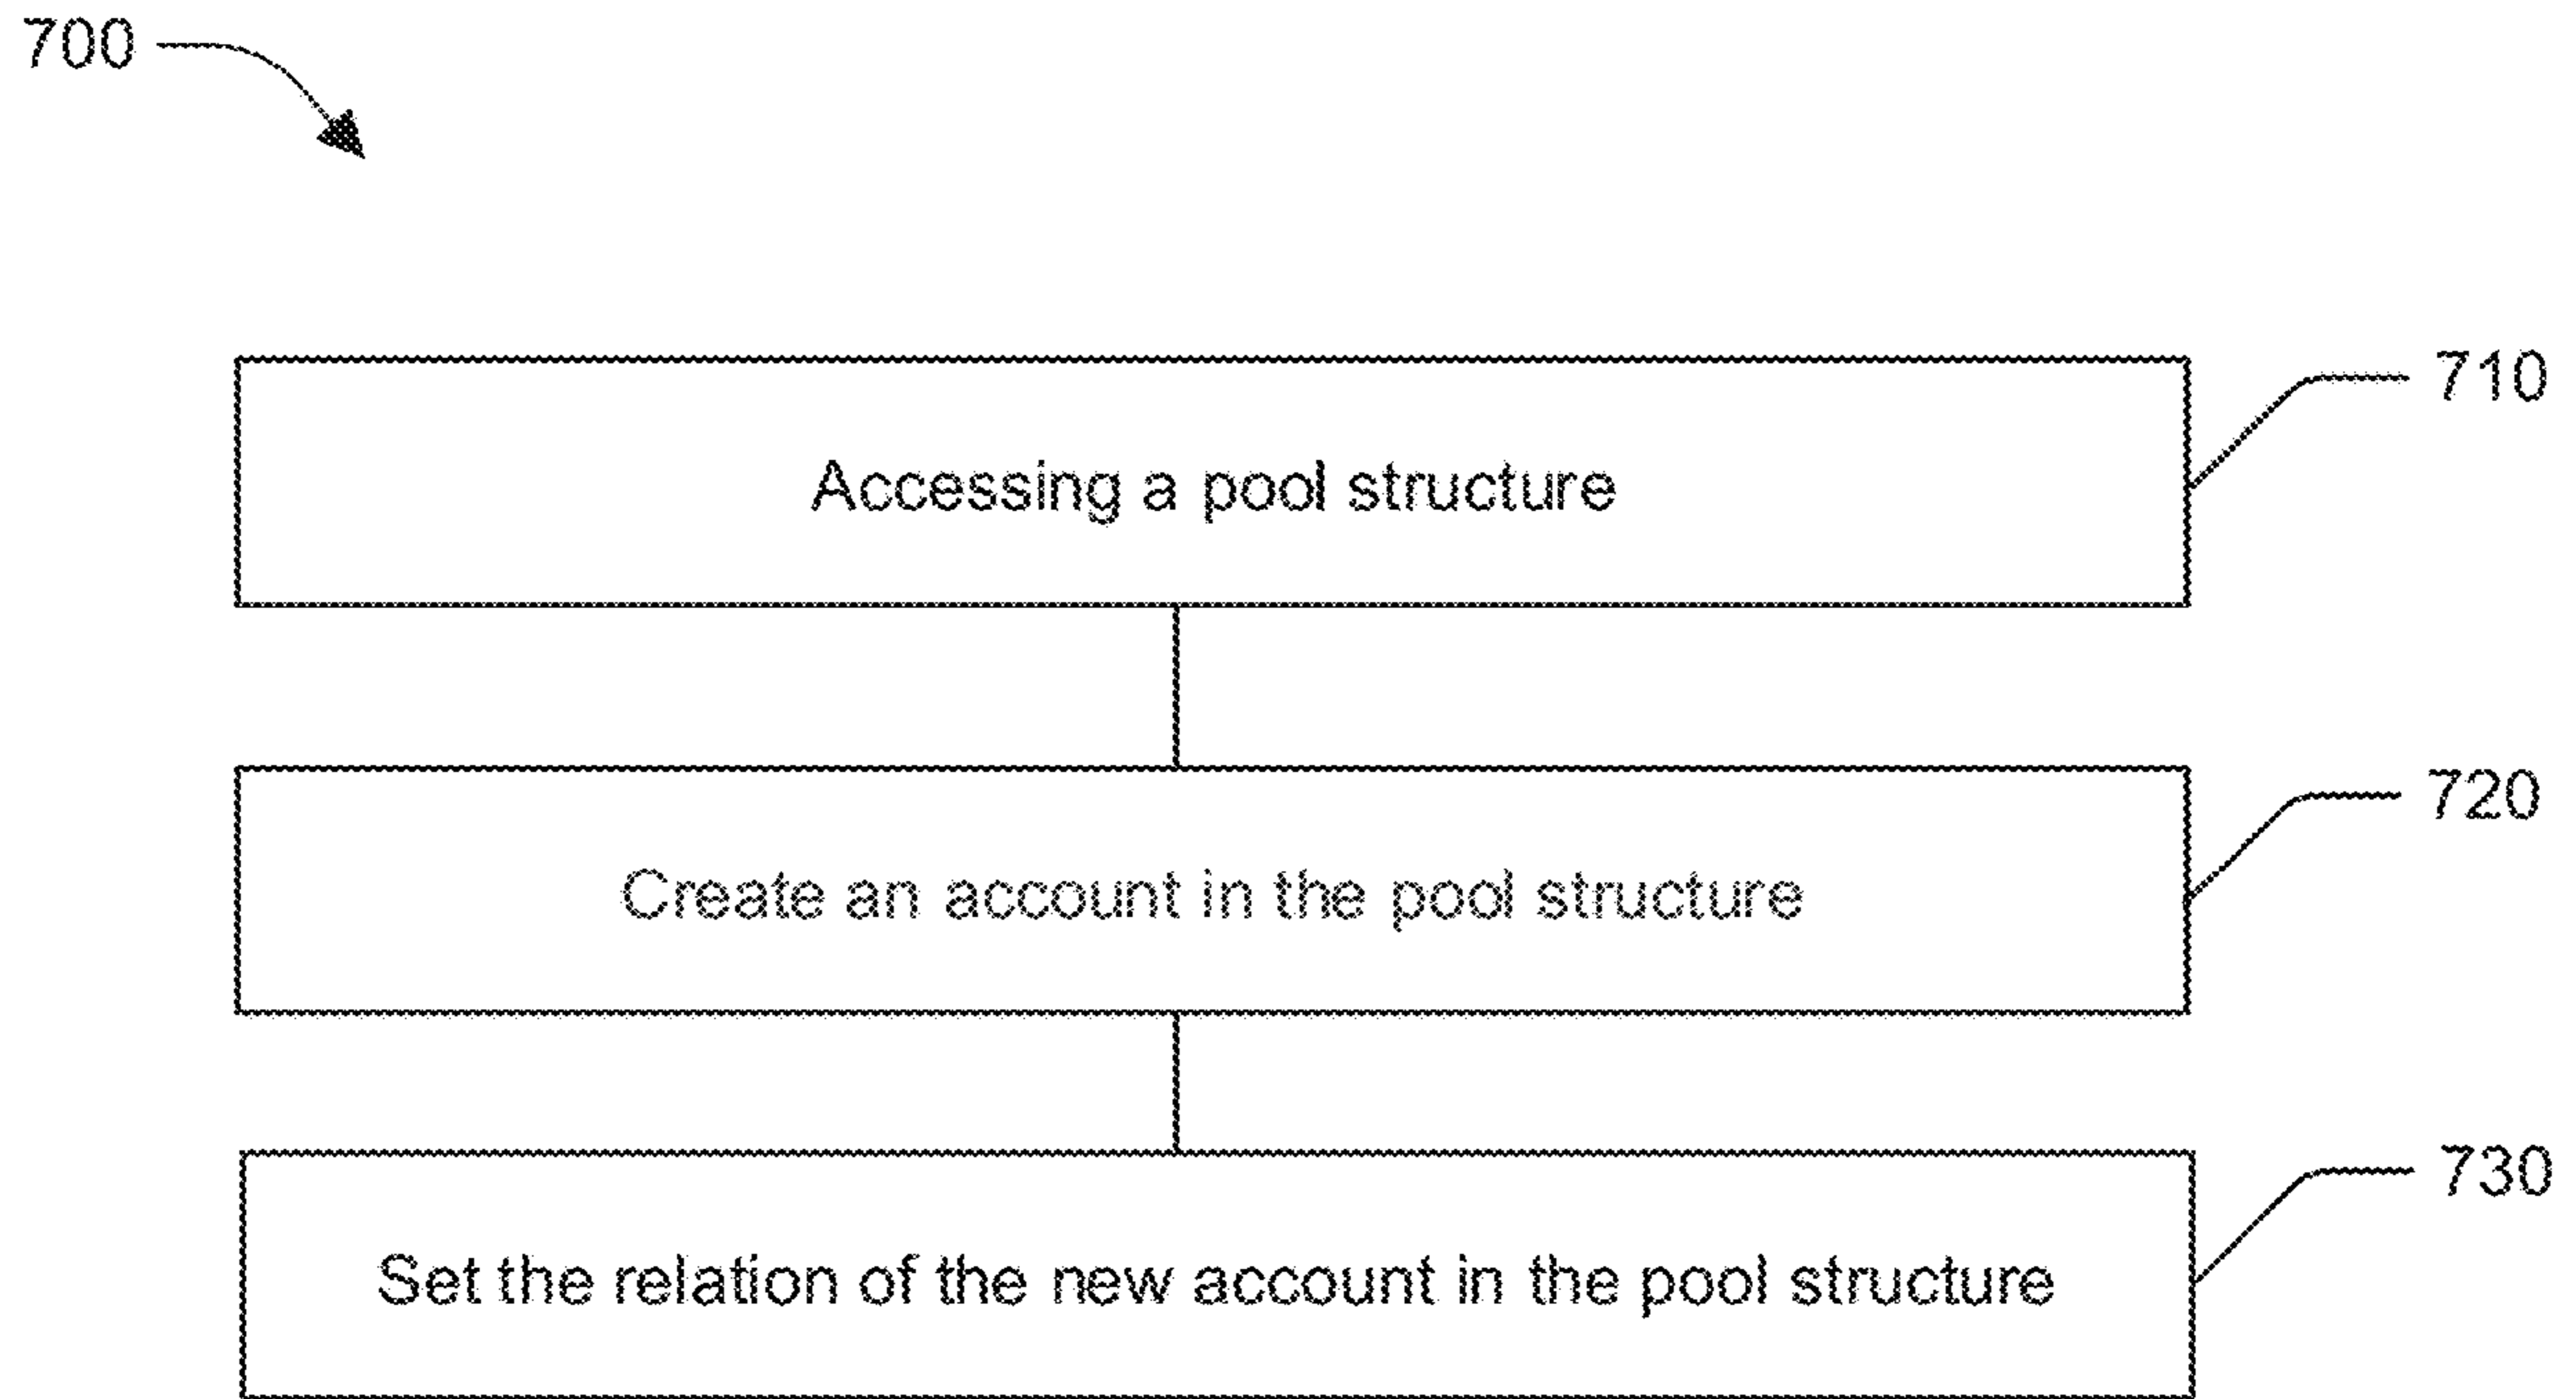 700
710
Accessing a pool structure
720
Create an account in the pool structure
730
Set the relation of the new account in the pool structure